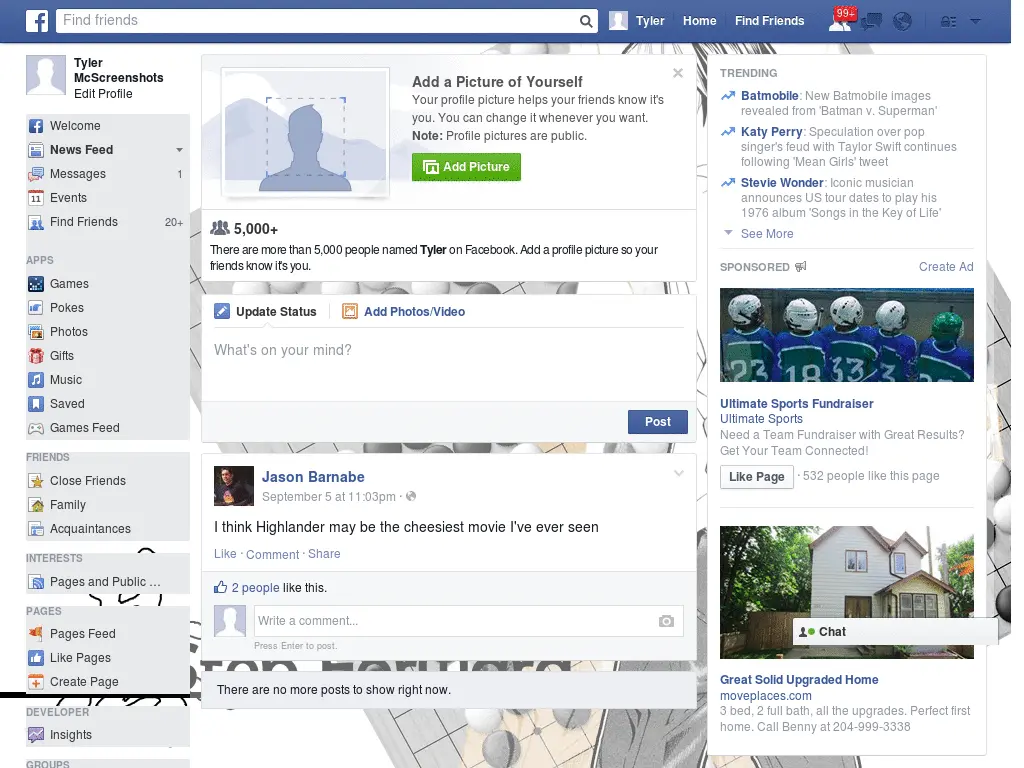 Find friends
Tyler
Home
Find Friends
99+
Tyler
McScreenshots
Edit Profile
Welcome
News Feed
Messages 1
11 Events
Find Friends 20+
APPS
Games
Pokes
Photos
Gifts
Music
Saved
Games Feed
FRIENDS
Close Friends
Family
Acquaintances
INTERESTS
Pages and Public ...
PAGES
Pages Feed
Like Pages
Create Page
DEVELOPER
Insights
GROUPS
Add a Picture of Yourself
Your profile picture helps your friends know it's
you. You can change it whenever you want.
Note: Profile pictures are public.
Add Picture
5,000+
There are more than 5,000 people named Tyler on Facebook. Add a profile picture so your
friends know it's you.
Update Status
Add Photos/Video
What's on your mind?
Post
Jason Barnabe
September 5 at 11:03pm ·
I think Highlander may be the cheesiest movie I've ever seen
Like · Comment · Share
2 people like this.
Write a comment...
Press Enter to post.
There are no more posts to show right now.
TRENDING
Batmobile: New Batmobile images
revealed from 'Batman v. Superman'
Katy Perry: Speculation over pop
singer's feud with Taylor Swift continues
following 'Mean Girls' tweet
Stevie Wonder: Iconic musician
announces US tour dates to play his
1976 album 'Songs in the Key of Life'
See More
SPONSORED
Create Ad
23 18 33
Ultimate Sports Fundraiser
Ultimate Sports
Need a Team Fundraiser with Great Results?
Get Your Team Connected!
Like Page · 532 people like this page
Chat
Great Solid Upgraded Home
moveplaces.com
3 bed, 2 full bath, all the upgrades. Perfect first
home. Call Benny at 204-999-3338